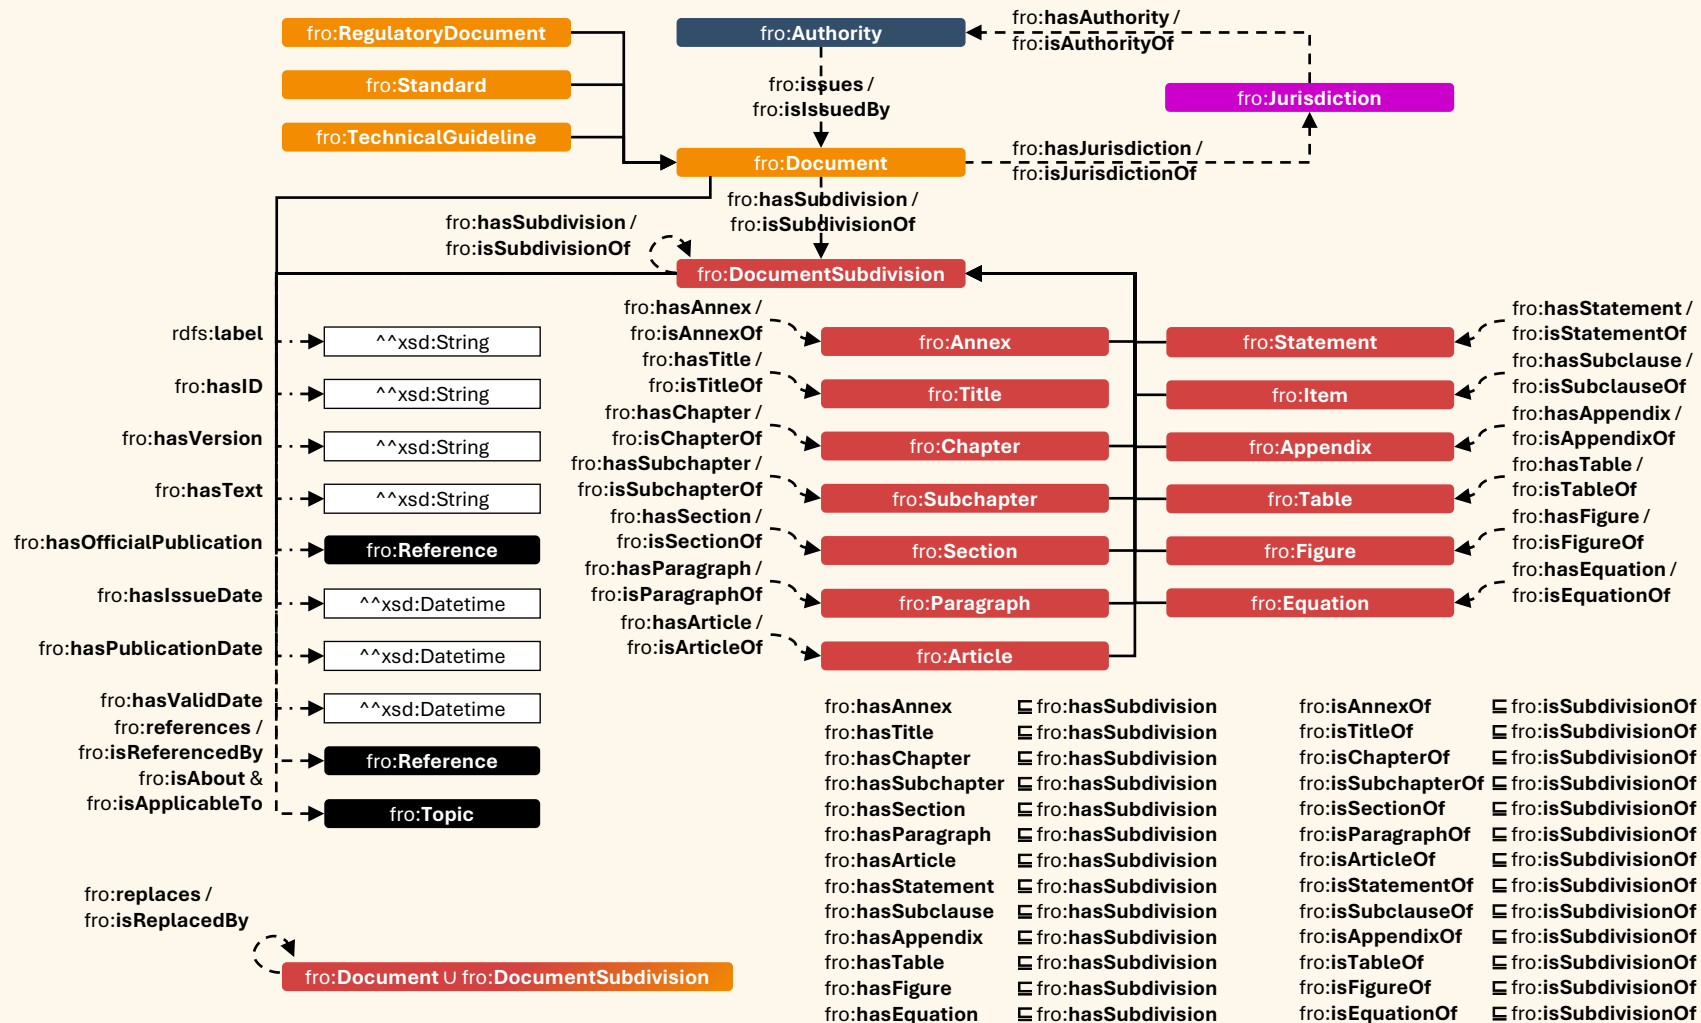 fro:RegulatoryDocument
fro:Standard
fro:TechnicalGuideline
fro:Authority
fro:hasAuthority /
fro:isAuthorityOf
fro:issues /
fro:isIssuedBy
fro:Jurisdiction
fro:Document
fro:hasJurisdiction /
fro:isJurisdictionOf
fro:hasSubdivision /
fro:isSubdivisionOf
fro:hasSubdivision /
fro:isSubdivisionOf
fro:DocumentSubdivision
rdfs:label
^^xsd:String
fro:hasID
^^xsd:String
fro:hasVersion
^^xsd:String
fro:hasText
^^xsd:String
fro:hasOfficialPublication
fro:Reference
fro:hasIssueDate
^^xsd:Datetime
fro:hasPublicationDate
^^xsd:Datetime
fro:hasValidDate
^^xsd:Datetime
fro:references /
fro:isReferencedBy
fro:Reference
fro:isAbout &
fro:isApplicableTo
fro:Topic
fro:hasAnnex /
fro:isAnnexOf
fro:Annex
fro:hasTitle /
fro:isTitleOf
fro:Title
fro:hasChapter /
fro:isChapterOf
fro:Chapter
fro:hasSubchapter /
fro:isSubchapterOf
fro:Subchapter
fro:hasSection /
fro:isSectionOf
fro:Section
fro:hasParagraph /
fro:isParagraphOf
fro:Paragraph
fro:hasArticle /
fro:isArticleOf
fro:Article
fro:Statement
fro:hasStatement /
fro:isStatementOf
fro:Item
fro:hasSubclause /
fro:isSubclauseOf
fro:Appendix
fro:hasAppendix /
fro:isAppendixOf
fro:Table
fro:hasTable /
fro:isTableOf
fro:Figure
fro:hasFigure /
fro:isFigureOf
fro:Equation
fro:hasEquation /
fro:isEquationOf
fro:hasAnnex ⊑ fro:hasSubdivision fro:isAnnexOf ⊑ fro:isSubdivisionOf
fro:hasTitle ⊑ fro:hasSubdivision fro:isTitleOf ⊑ fro:isSubdivisionOf
fro:hasChapter ⊑ fro:hasSubdivision fro:isChapterOf ⊑ fro:isSubdivisionOf
fro:hasSubchapter ⊑ fro:hasSubdivision fro:isSubchapterOf ⊑ fro:isSubdivisionOf
fro:hasSection ⊑ fro:hasSubdivision fro:isSectionOf ⊑ fro:isSubdivisionOf
fro:hasParagraph ⊑ fro:hasSubdivision fro:isParagraphOf ⊑ fro:isSubdivisionOf
fro:hasArticle ⊑ fro:hasSubdivision fro:isArticleOf ⊑ fro:isSubdivisionOf
fro:hasStatement ⊑ fro:hasSubdivision fro:isStatementOf ⊑ fro:isSubdivisionOf
fro:hasSubclause ⊑ fro:hasSubdivision fro:isSubclauseOf ⊑ fro:isSubdivisionOf
fro:hasAppendix ⊑ fro:hasSubdivision fro:isAppendixOf ⊑ fro:isSubdivisionOf
fro:hasTable ⊑ fro:hasSubdivision fro:isTableOf ⊑ fro:isSubdivisionOf
fro:hasFigure ⊑ fro:hasSubdivision fro:isFigureOf ⊑ fro:isSubdivisionOf
fro:hasEquation ⊑ fro:hasSubdivision fro:isEquationOf ⊑ fro:isSubdivisionOf
fro:replaces /
fro:isReplacedBy
fro:Document ∪ fro:DocumentSubdivision